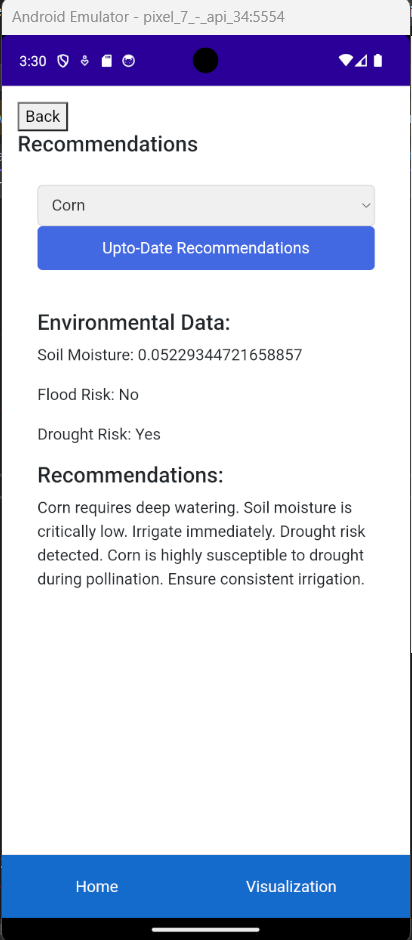 Android Emulator - pixel_7_-_api_34:5554
3:30
Back
Recommendations
Corn
Upto-Date Recommendations
Environmental Data:
Soil Moisture: 0.05229344721658857
Flood Risk: No
Drought Risk: Yes
Recommendations:
Corn requires deep watering. Soil moisture is
critically low. Irrigate immediately. Drought risk
detected. Corn is highly susceptible to drought
during pollination. Ensure consistent irrigation.
Home Visualization